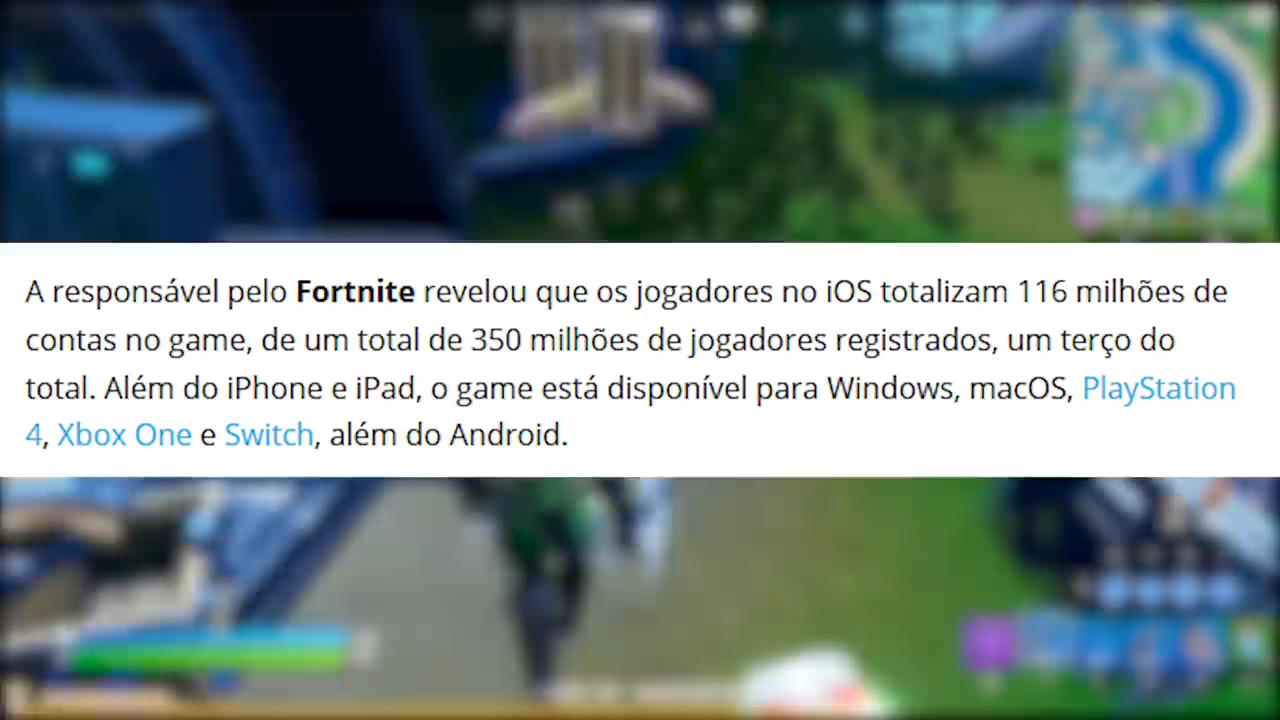 A responsável pelo Fortnite revelou que os jogadores no iOS totalizam 116 milhões de
contas no game, de um total de 350 milhões de jogadores registrados, um terço do
total. Além do iPhone e iPad, o game está disponível para Windows, macOS, PlayStation
4, Xbox One e Switch, além do Android.